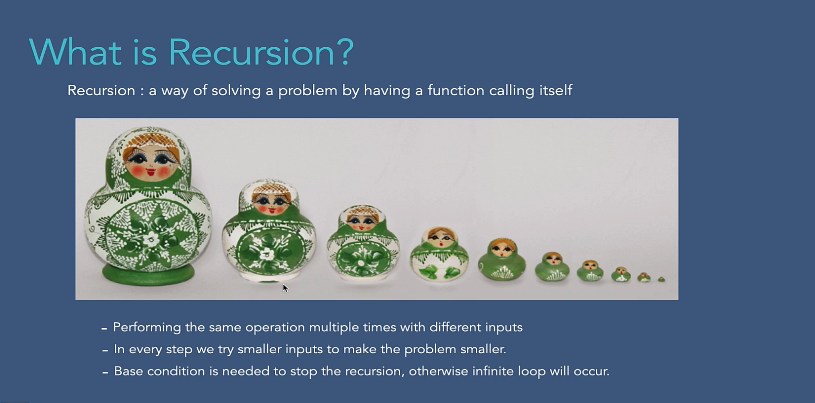 What is Recursion?
Recursion : a way of solving a problem by having a function calling itself
- Performing the same operation multiple times with different inputs
- In every step we try smaller inputs to make the problem smaller.
- Base condition is needed to stop the recursion, otherwise infinite loop will occur.